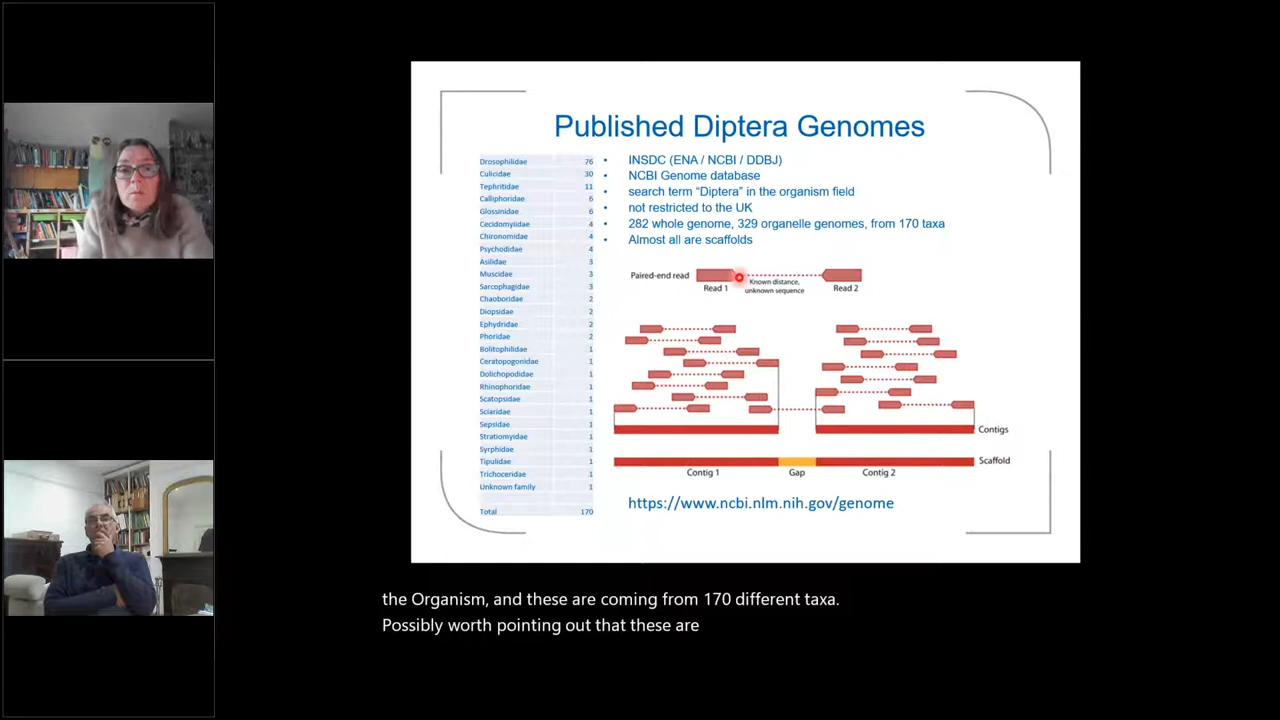 Published Diptera Genomes
Drosophilidae 76
Culicidae 30
Tephritidae 11
Calliphoridae 6
Glossinidae 6
Cecidomyiidae 4
Chironomidae 4
Psychodidae 4
Asilidae 3
Muscidae 3
Sarcophagidae 3
Chaoboridae 2
Diopsidae 2
Ephydridae 2
Phoridae 2
Bolitophilidae 1
Ceratopogonidae 1
Dolichopodidae 1
Rhinophoridae 1
Scatopsidae 1
Sciaridae 1
Sepsidae 1
Stratiomyidae 1
Syrphidae 1
Tipulidae 1
Trichoceridae 1
Unknown family 1
Total 170
• INSDC (ENA / NCBI / DDBJ)
• NCBI Genome database
• search term “Diptera” in the organism field
• not restricted to the UK
• 282 whole genome, 329 organelle genomes, from 170 taxa
• Almost all are scaffolds
Paired-end read
Read 1
Known distance,
unknown sequence
Read 2
Contigs
Scaffold
Contig 1
Gap
Contig 2
https://www.ncbi.nlm.nih.gov/genome
the Organism, and these are coming from 170 different taxa.
Possibly worth pointing out that these are